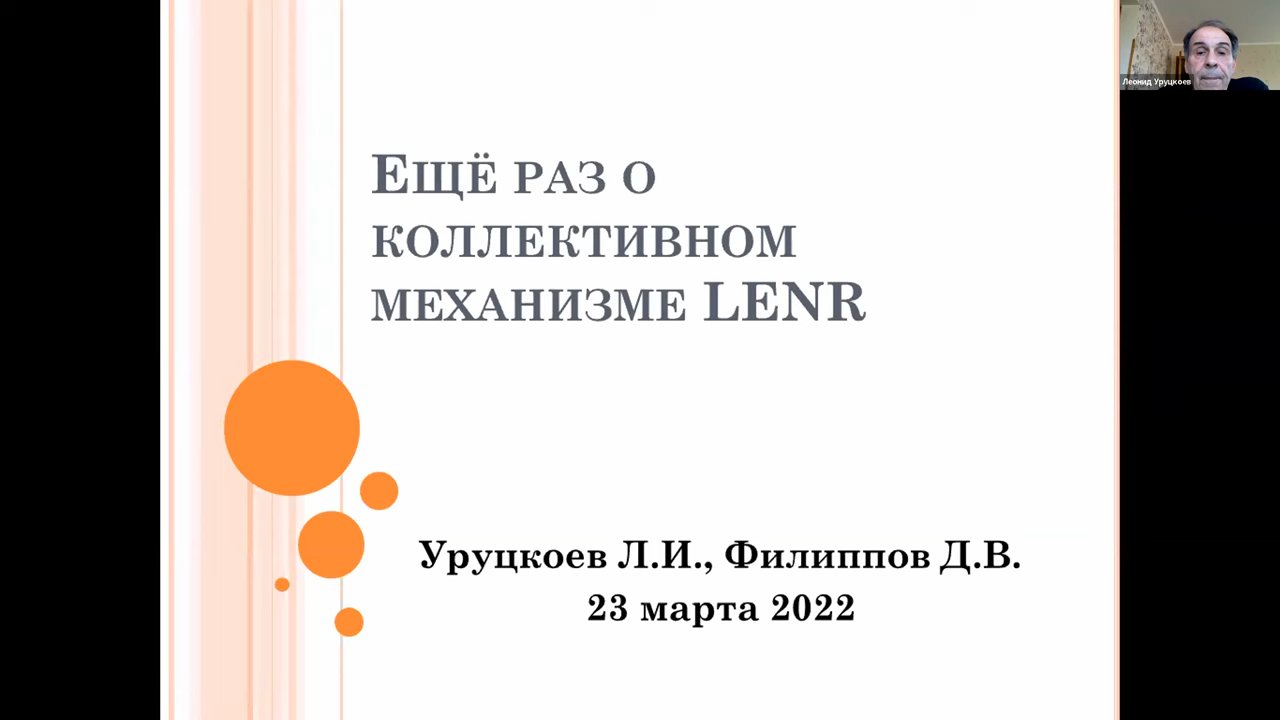 Ещё раз о
коллективном
механизме LENR
Уруцкоев Л.И., Филиппов Д.В.
23 марта 2022
Леонид Уруцкоев